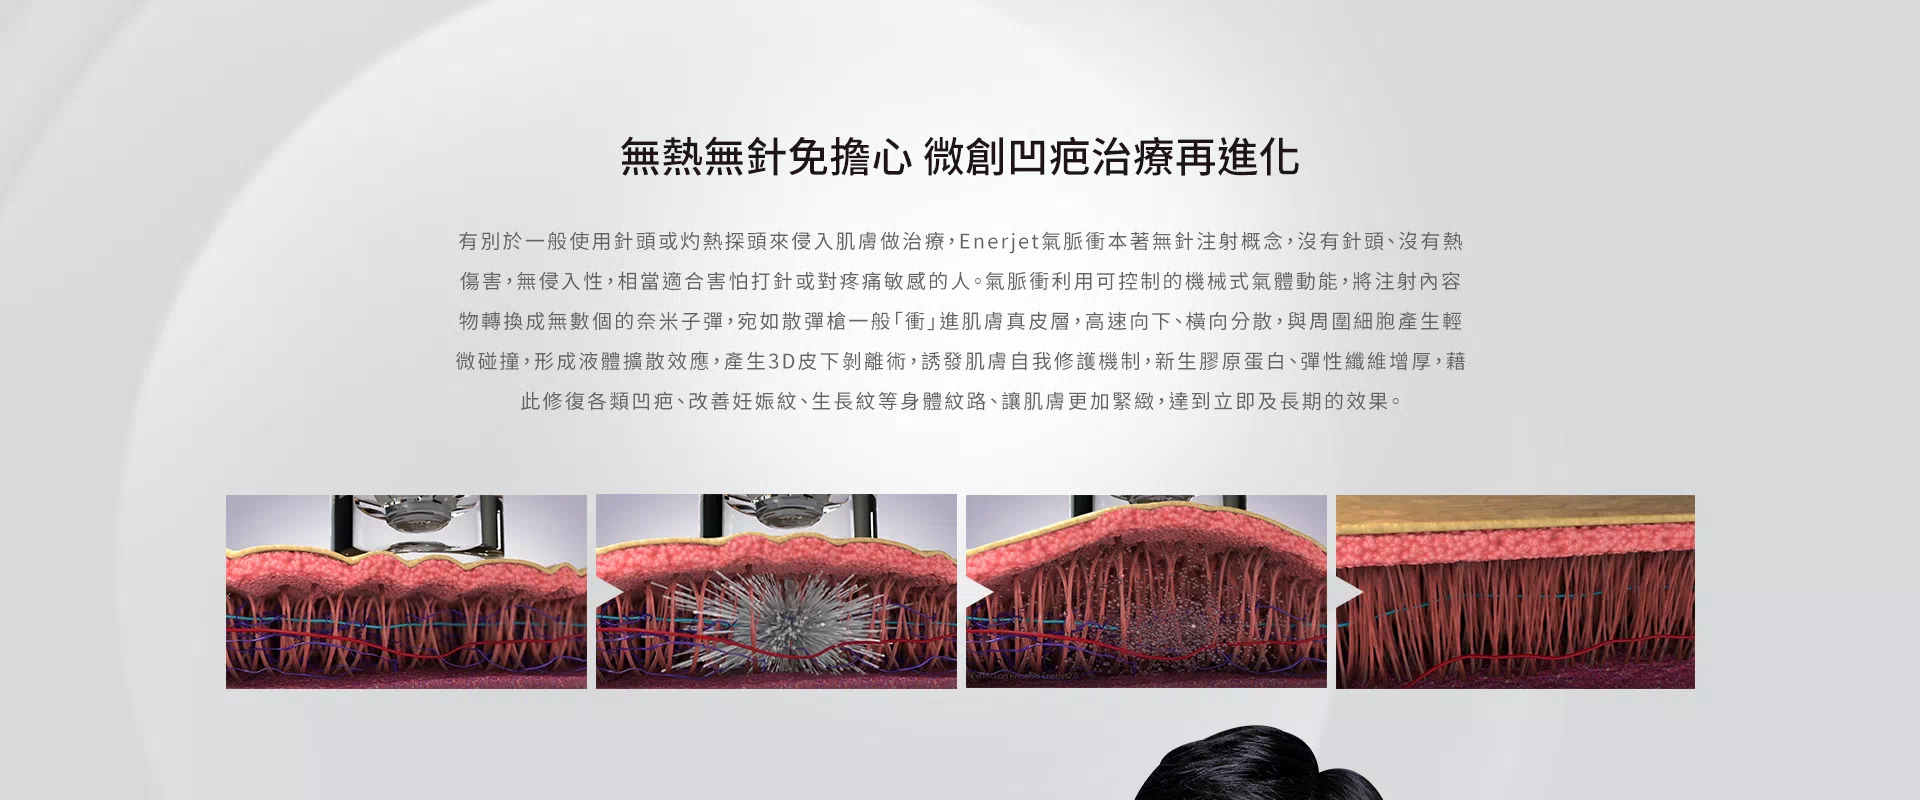 無熱無針免擔心 微創凹疤治療再進化
有別於一般使用針頭或灼熱探頭來侵入肌膚做治療,Enerjet氣脈衝本著無針注射概念,沒有針頭、沒有熱
傷害,無侵入性,相當適合害怕打針或對疼痛敏感的人。氣脈衝利用可控制的機械式氣體動能,將注射內容
物轉換成無數個的奈米子彈,宛如散彈槍一般「衝」進肌膚真皮層,高速向下、橫向分散,與周圍細胞產生輕
微碰撞,形成液體擴散效應,產生3D皮下剝離術,誘發肌膚自我修護機制,新生膠原蛋白、彈性纖維增厚,藉
此修復各類凹疤、改善妊娠紋、生長紋等身體紋路、讓肌膚更加緊緻,達到立即及長期的效果。